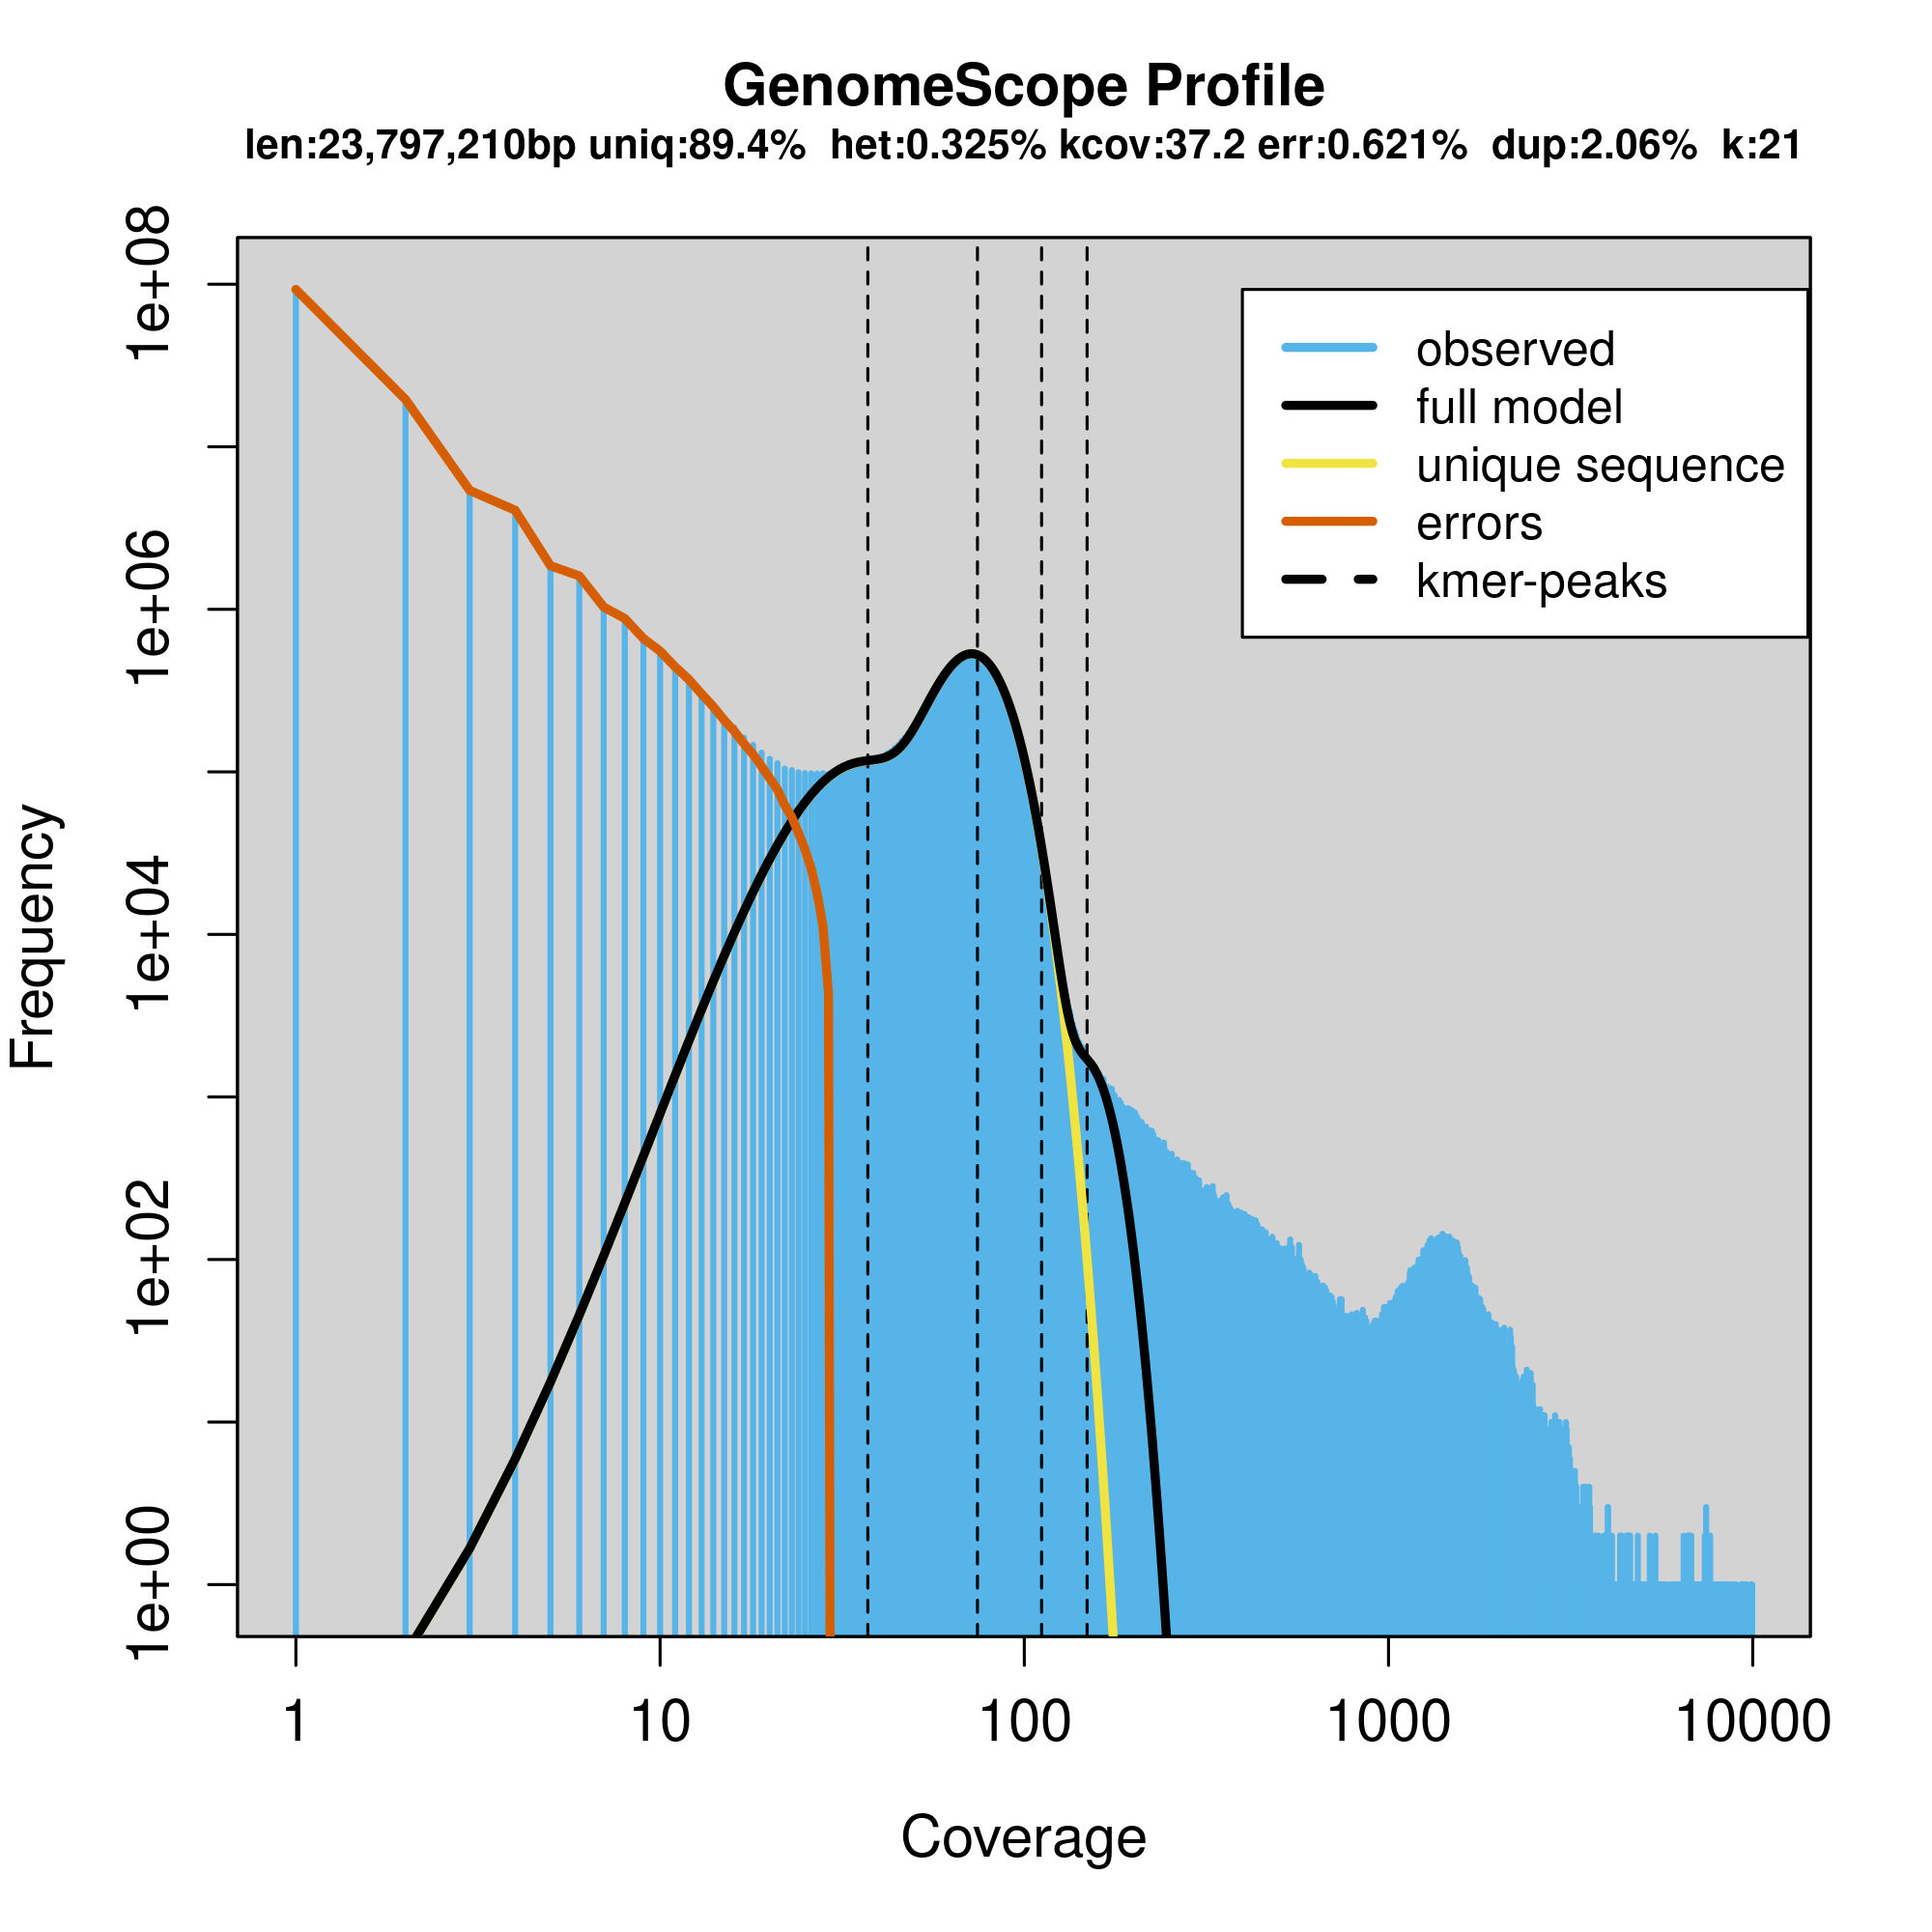 GenomeScope Profile
len:23,797,210bp uniq:89.4% het:0.325% kcov:37.2 err:0.621% dup:2.06% k:21
1e+08
1e+06
1e+04
1e+02
1e+00
Frequency
observed
full model
unique sequence
errors
kmer-peaks
1 10 100 1000 10000
Coverage